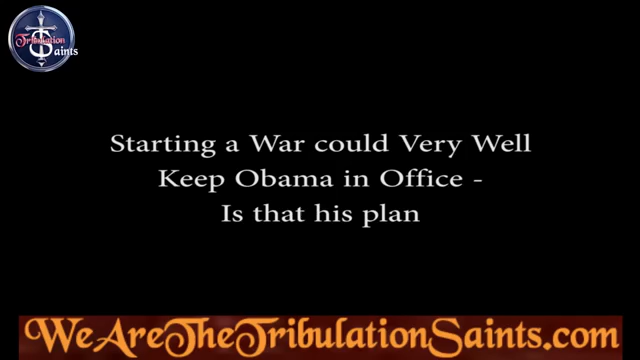 Tribulation
Saints
Starting a War could Very Well
Keep Obama in Office -
Is that his plan
WeAreTheTribulationSaints.com